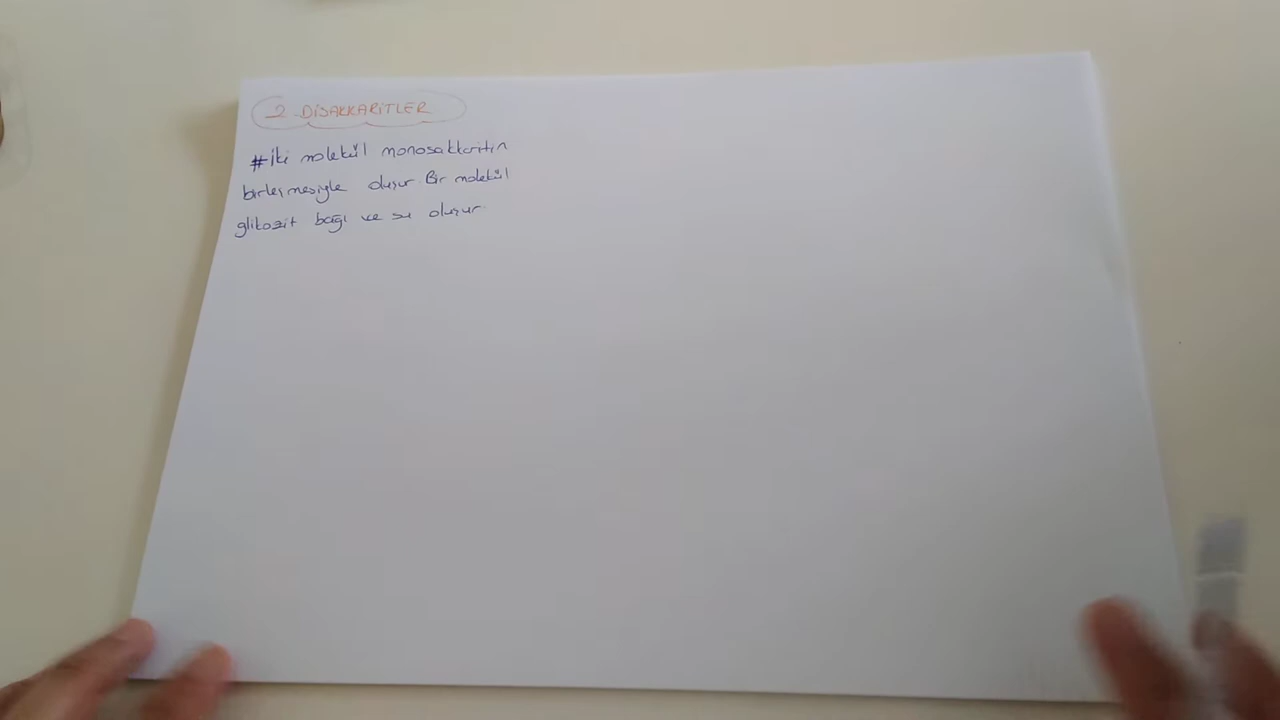 2. DİSAKKARİTLER
#İki molekül monosakkaritin
birleşmesiyle oluşur Bir molekül
glikozit bağı ve su oluşur.